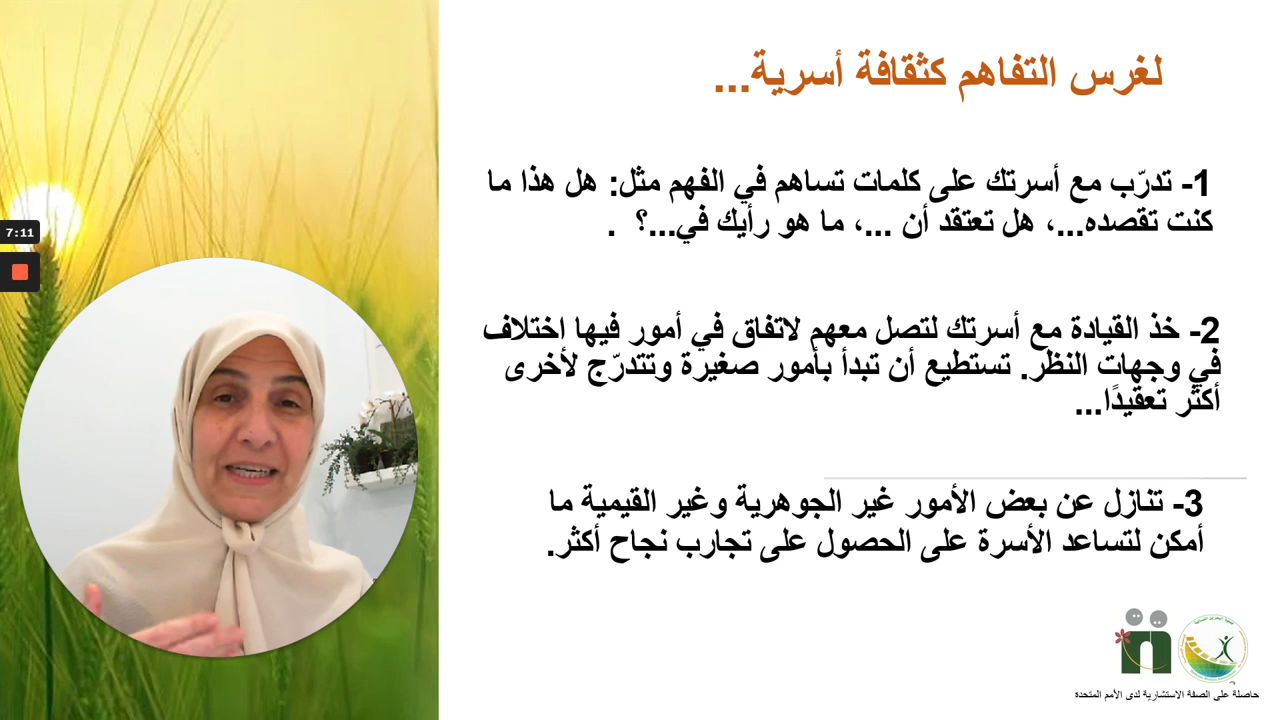 لغرس التفاهم كثقافة أسرية...
1- تدرّب مع أسرتك على كلمات تساهم في الفهم مثل: هل هذا ما
كنت تقصده...، هل تعتقد أن ...، ما هو رأيك في...؟ .
7:11
2- خذ القيادة مع أسرتك لتصل معهم لاتفاق في أمور فيها اختلاف
في وجهات النظر. تستطيع أن تبدأ بأمور صغيرة وتتدرّج لأخرى
أكثر تعقيدًا...
3- تنازل عن بعض الأمور غير الجوهرية وغير القيمية ما
أمكن لتساعد الأسرة على الحصول على تجارب نجاح أكثر.
حاصلة على الصفة الاستشارية لدى الأمم المتحدة